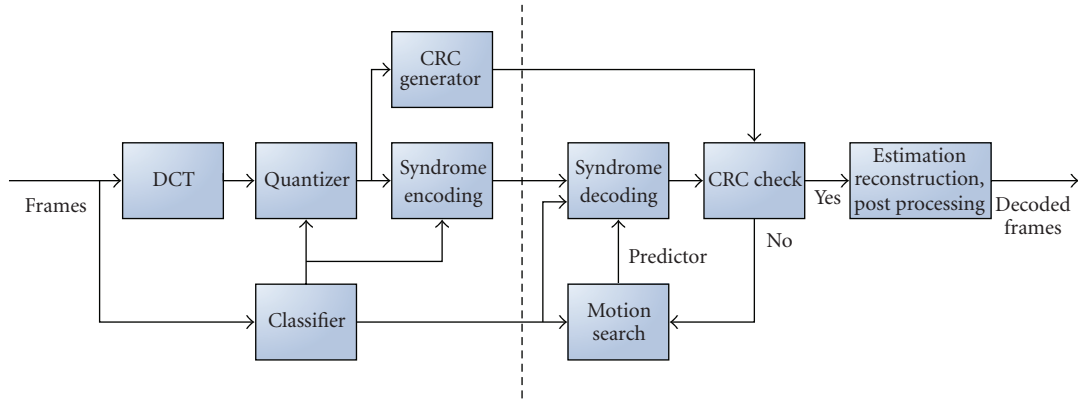 CRC
generator
DCT
Quantizer
Syndrome
encoding
Syndrome
decoding
CRC check
Estimation
reconstruction,
post processing
Frames
Yes
Decoded
frames
No
Predictor
Classifier
Motion
search